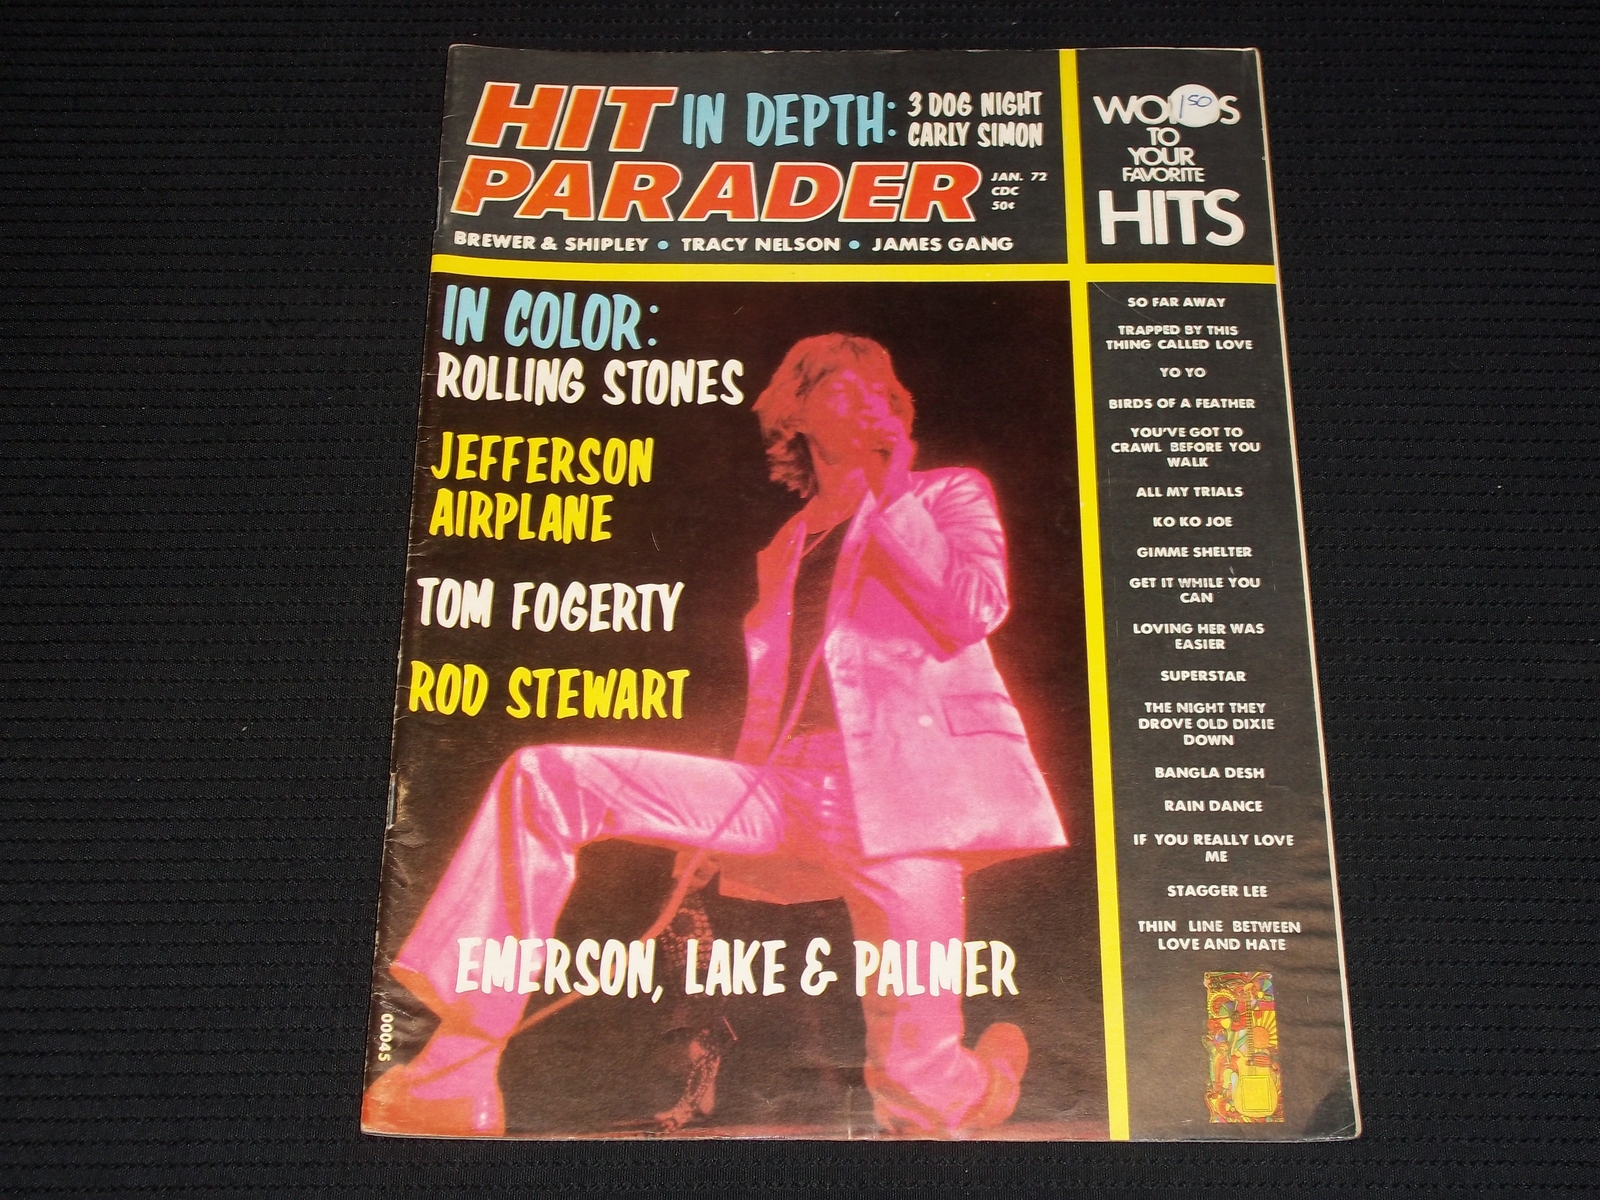 HIT
PARADER
IN DEPTH:
3 DOG NIGHT
CARLY SIMON
JAN. 72
CDC
50¢
BREWER & SHIPLEY • TRACY NELSON • JAMES GANG
TO
YOUR
FAVORITE
HITS
150
IN COLOR:
ROLLING STONES
JEFFERSON
AIRPLANE
TOM FOGERTY
ROD STEWART
EMERSON, LAKE & PALMER
00045
SO FAR AWAY
TRAPPED BY THIS
THING CALLED LOVE
YO YO
BIRDS OF A FEATHER
YOU'VE GOT TO
CRAWL BEFORE YOU
WALK
ALL MY TRIALS
KO KO JOE
GIMME SHELTER
GET IT WHILE YOU
CAN
LOVING HER WAS
EASIER
SUPERSTAR
THE NIGHT THEY
DROVE OLD DIXIE
DOWN
BANGLA DESH
RAIN DANCE
IF YOU REALLY LOVE
ME
STAGGER LEE
THIN LINE BETWEEN
LOVE AND HATE